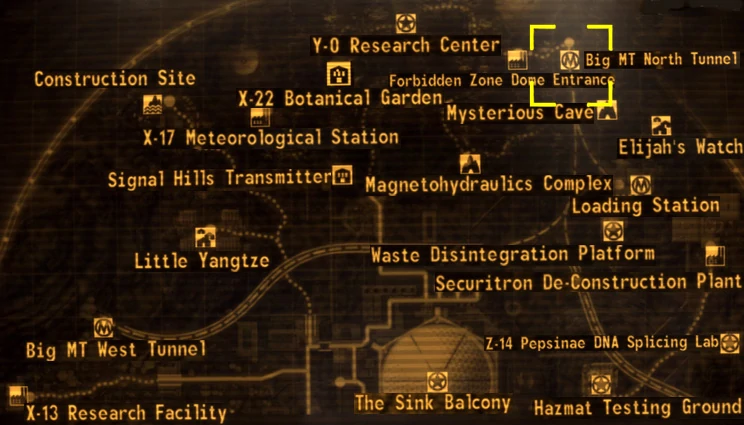 Y-0 Research Center
Big MT North Tunnel
Construction Site
Forbidden Zone Dome Entrance
X-22 Botanical Garden
Mysterious Cave
X-17 Meteorological Station
Elijah's Watch
Signal Hills Transmitter
Magnetohydraulics Complex
Loading Station
Little Yangtze
Waste Disintegration Platform
Securitron De-Construction Plant
Big MT West Tunnel
Z-14 Pepsinae DNA Splicing Lab
X-13 Research Facility
The Sink Balcony
Hazmat Testing Ground